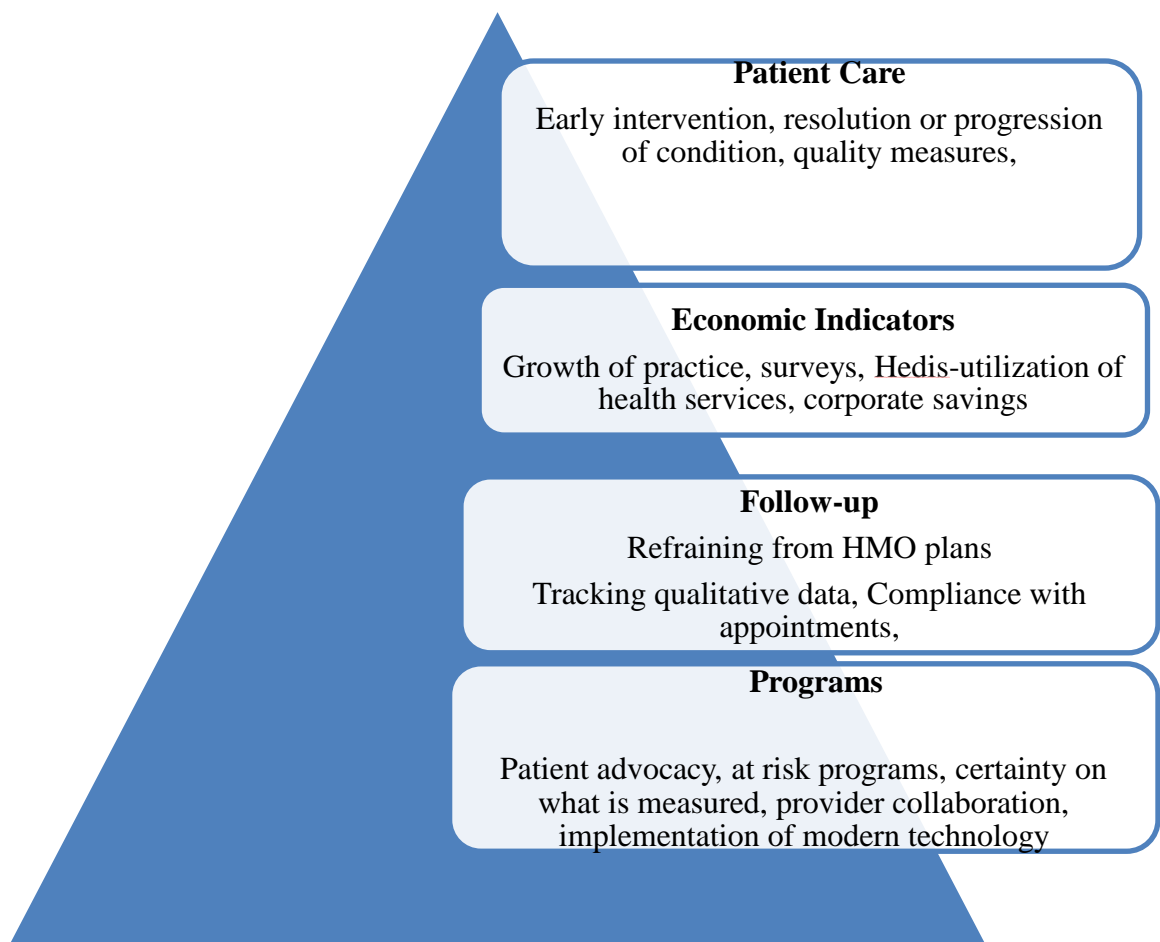 Patient Care
Early intervention, resolution or progression
of condition, quality measures,
Economic Indicators
Growth of practice, surveys, Hedis-utilization of
health services, corporate savings
Follow-up
Refraining from HMO plans
Tracking qualitative data, Compliance with
appointments,
Programs
Patient advocacy, at risk programs, certainty on
what is measured, provider collaboration,
implementation of modern technology